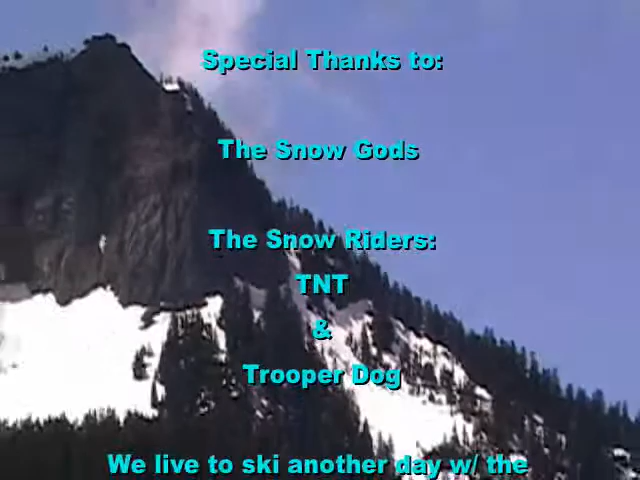 Special Thanks to:
The Snow Gods
The Snow Riders:
TNT
&
Trooper Dog
We live to ski another day w/ the